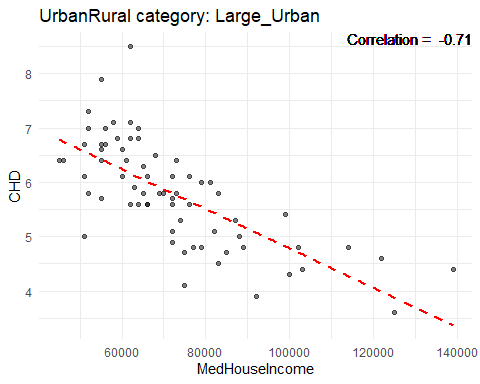 UrbanRural category: Large_Urban
Correlation = -0.71
8
7
6
5
4
CHD
60000 80000 100000 120000 140000
MedHouseIncome